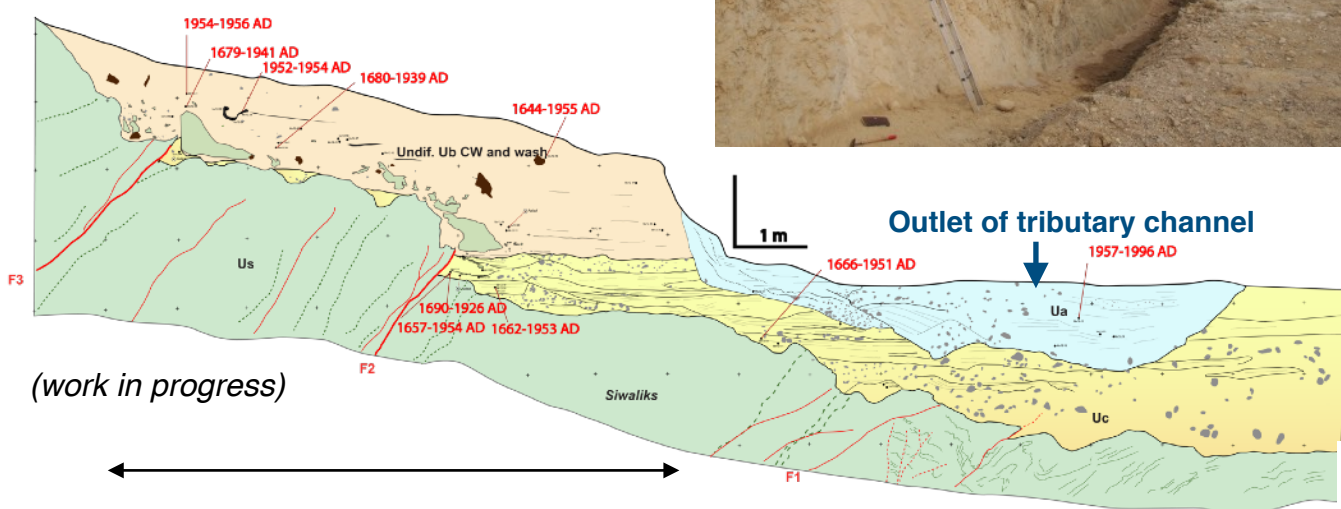 1954-1956 AD
1679-1941 AD
1952-1954 AD
1680-1939 AD
1644-1955 AD
Undif. Ub CW and wash
1 m
Outlet of tributary channel
1957-1996 AD
1666-1951 AD
F3
Us
Ua
1690-1926 AD
1657-1954 AD
1662-1953 AD
F2
(work in progress)
Siwaliks
Uc
F1